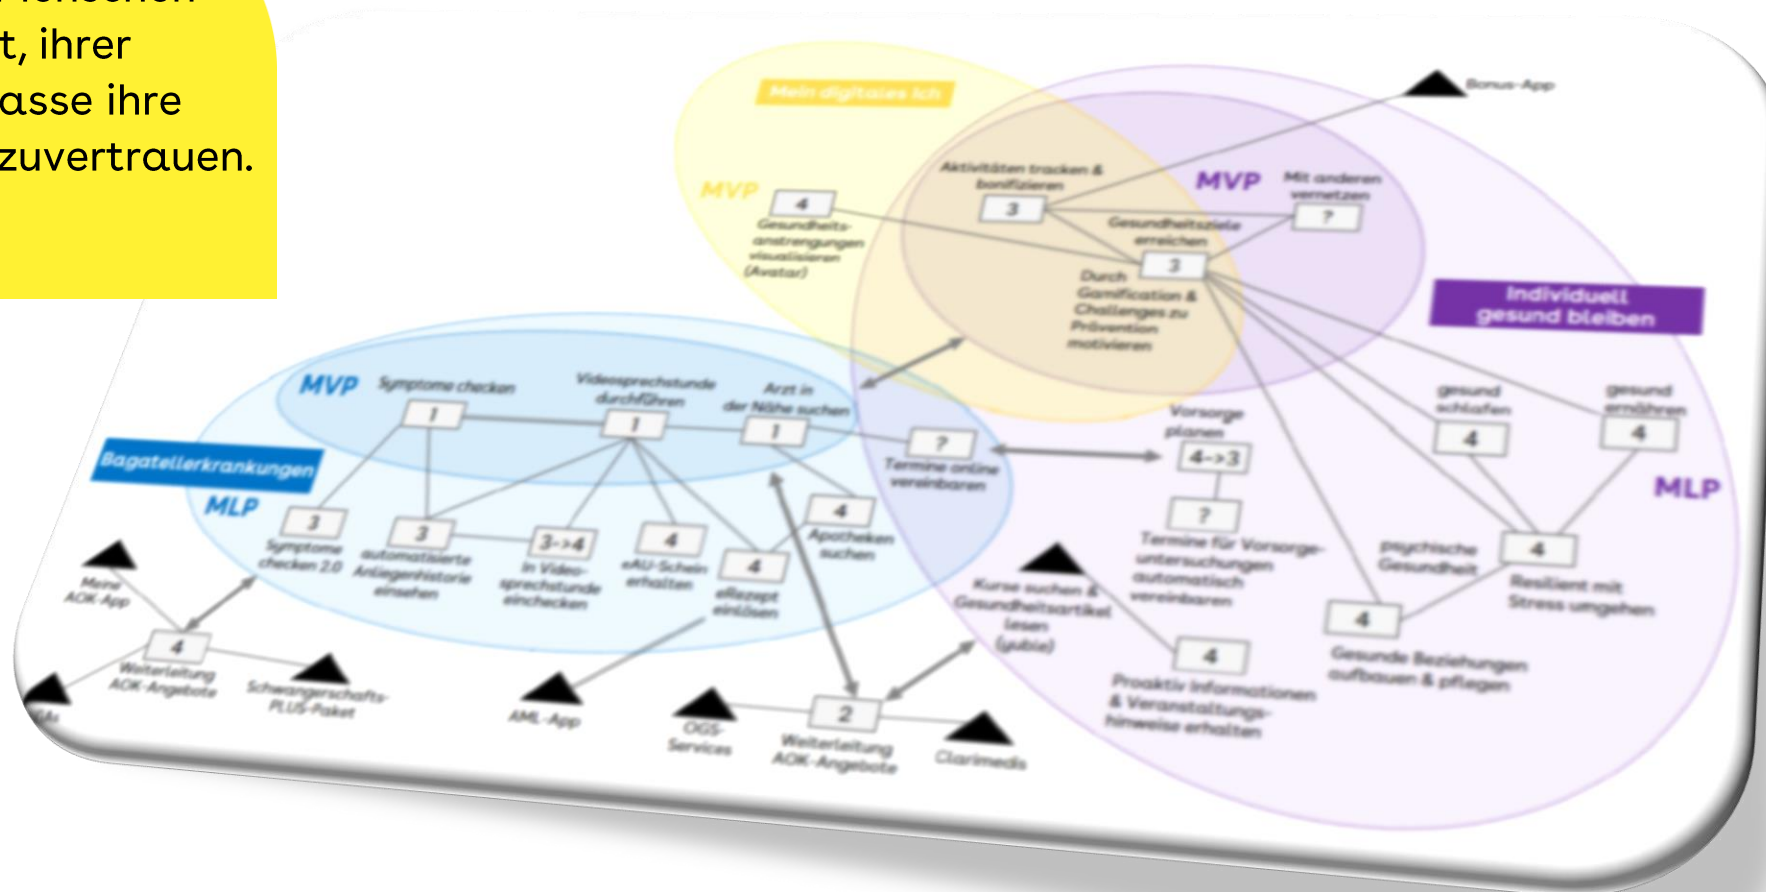 t, ihrer
asse ihre
zuvertrauen.
Mein digitales Ich
Bonus-App
MVP
4
Gesundheits-
anstrengungen
visualisieren
(Avatar)
Aktivitäten tracken &
bonifizieren
3
MVP
Mit anderen
vernetzen
?
Gesundheitsziele
erreichen
3
Durch
Gamification &
Challenges zu
Prävention
motivieren
Individuell
gesund bleiben
MVP
Symptome checken
1
Videosprechstunde
durchführen
1
Arzt in
der Nähe suchen
1
?
Termine online
vereinbaren
Bagatellerkrankungen
MLP
3
Symptome
checken 2.0
3
automatisierte
Anliegenhistorie
einsehen
3->4
in Video-
sprechstunde
einchecken
4
eAU-Schein
erhalten
4
eRezept
einlösen
4
Apotheken
suchen
Vorsorge
planen
4->3
?
Termine für Vorsorge-
untersuchungen
automatisch
vereinbaren
gesund
schlafen
4
gesund
ernähren
4
MLP
psychische
Gesundheit
4
Resilient mit
Stress umgehen
4
Gesunde Beziehungen
aufbauen & pflegen
Kurse suchen &
Gesundheitsartikel
lesen
(yubie)
4
Proaktiv Informationen
& Veranstaltungs-
hinweise erhalten
Meine
AOK-App
4
Weiterleitung
AOK-Angebote
Schwangerschafts-
PLUS-Paket
AML-App
OGS-
Services
2
Weiterleitung
AOK-Angebote
Clarimedis